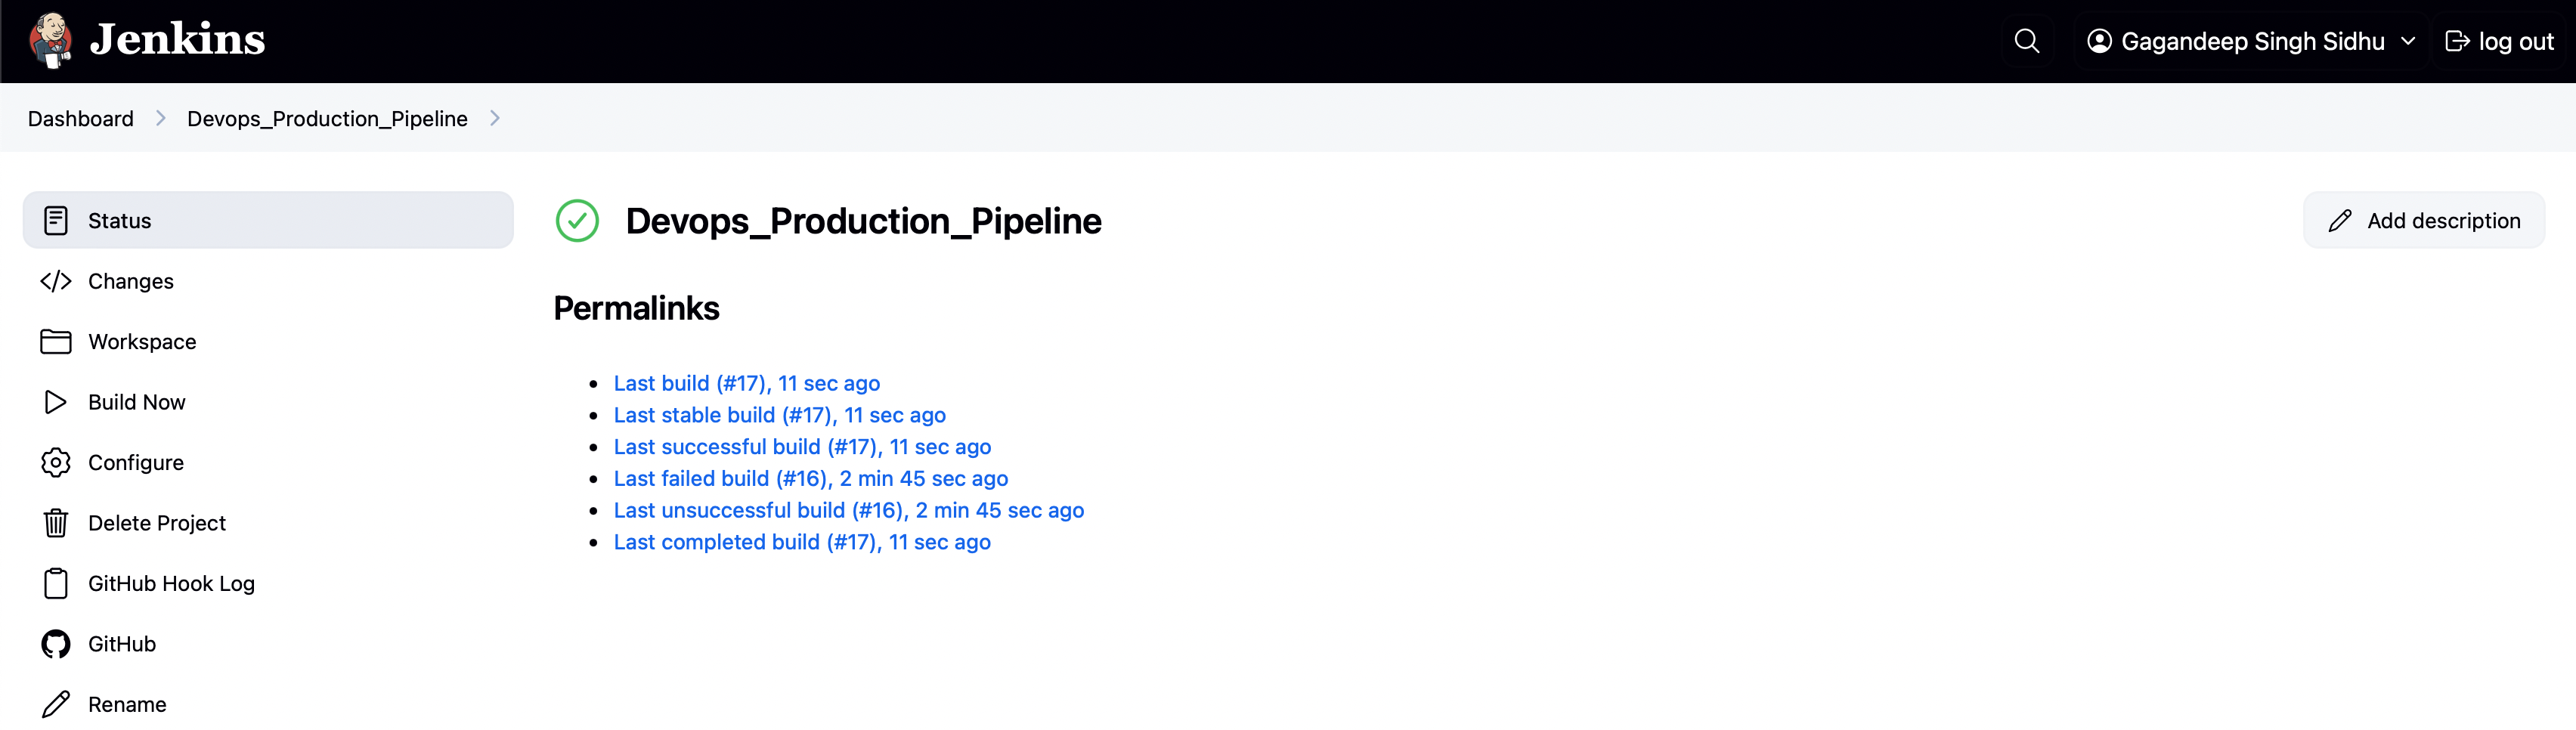 Jenkins
Gagandeep Singh Sidhu
log out
Dashboard
Devops_Production_Pipeline
Status
Changes
Workspace
Build Now
Configure
Delete Project
GitHub Hook Log
GitHub
Rename
Devops_Production_Pipeline
Add description
Permalinks
Last build (#17), 11 sec ago
Last stable build (#17), 11 sec ago
Last successful build (#17), 11 sec ago
Last failed build (#16), 2 min 45 sec ago
Last unsuccessful build (#16), 2 min 45 sec ago
Last completed build (#17), 11 sec ago